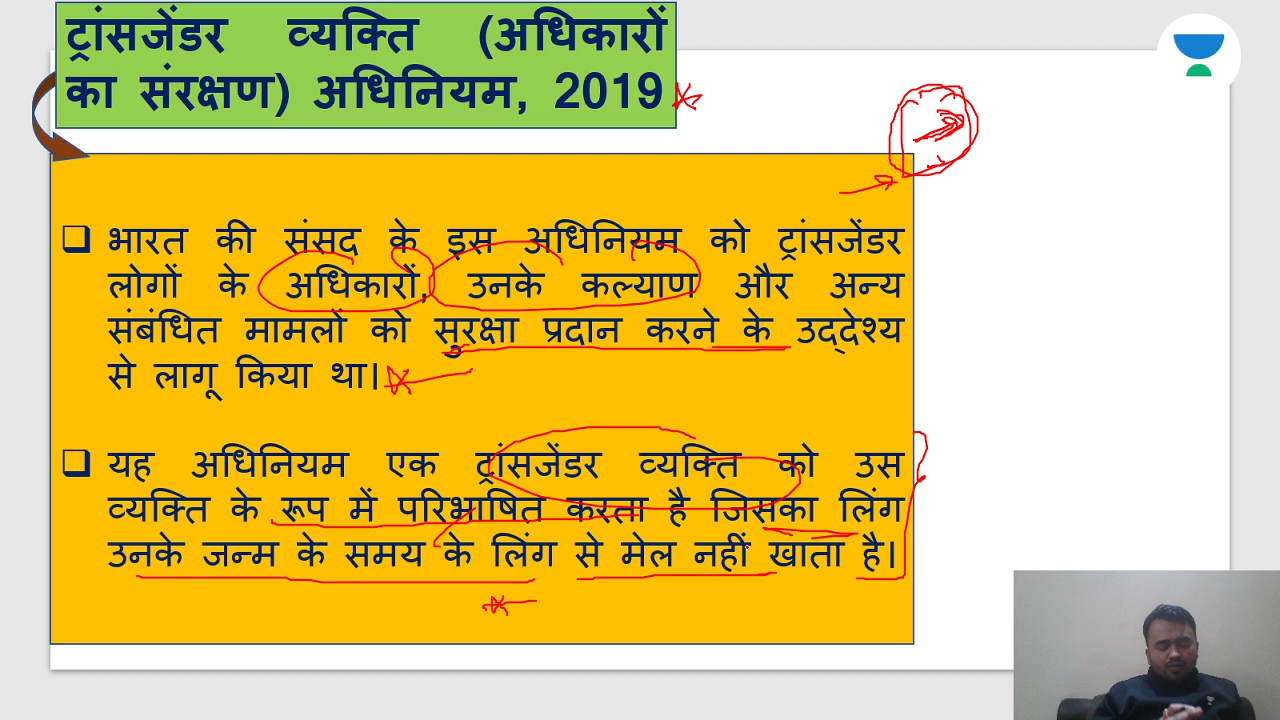 ट्रांसजेंडर व्यक्ति (अधिकारों
का संरक्षण) अधिनियम, 2019
भारत की संसद के इस अधिनियम को ट्रांसजेंडर
लोगों के अधिकारों, उनके कल्याण और अन्य
संबंधित मामलों को सुरक्षा प्रदान करने के उद्देश्य
से लागू किया था।
यह अधिनियम एक ट्रांसजेंडर व्यक्ति को उस
व्यक्ति के रूप में परिभाषित करता है जिसका लिंग
उनके जन्म के समय के लिंग से मेल नहीं खाता है।